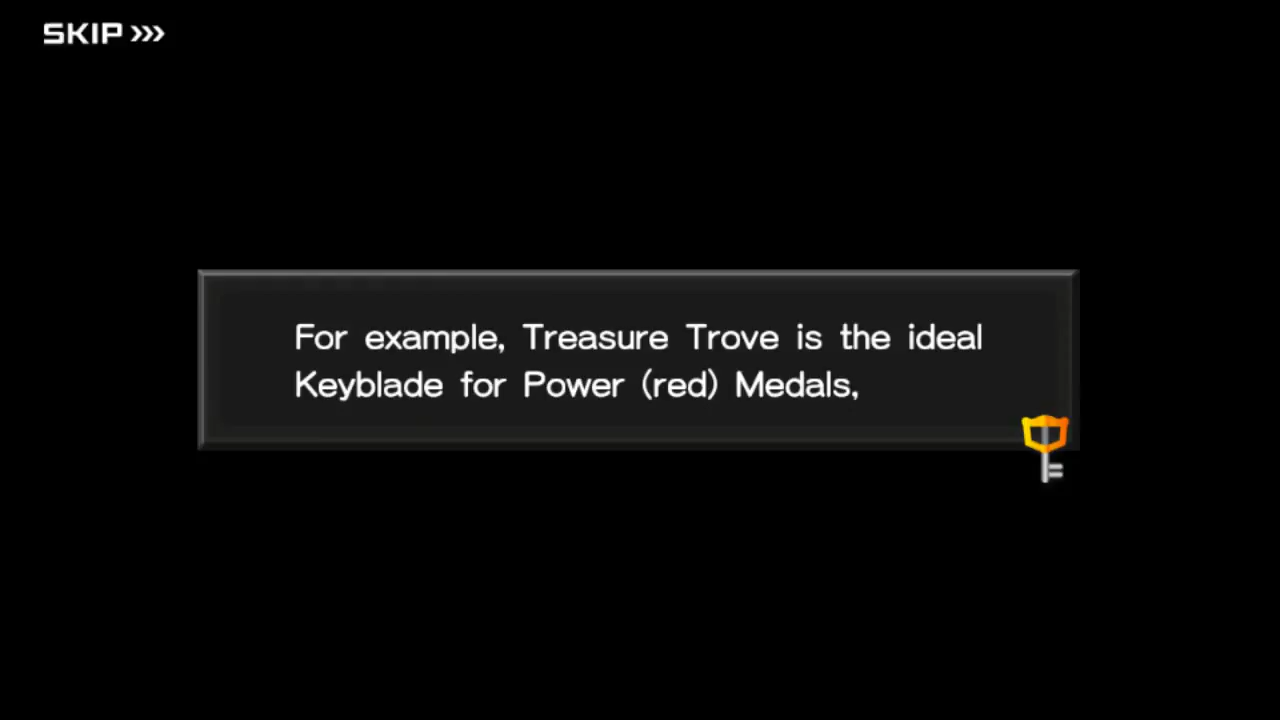 SKIP >>>
For example, Treasure Trove is the ideal
Keyblade for Power (red) Medals,